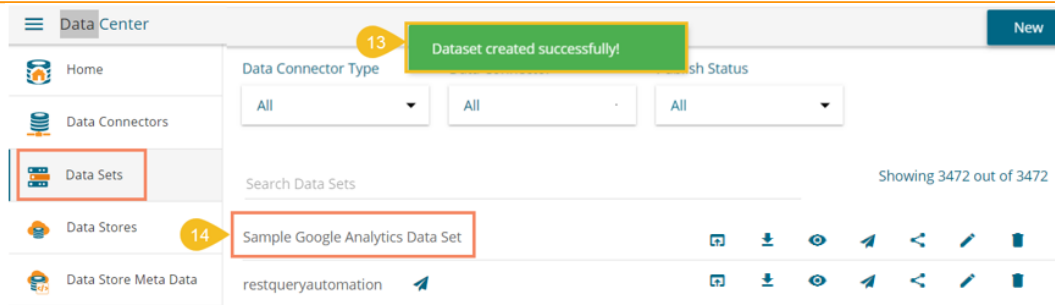 Data Center
New
13
Dataset created successfully!
Home
Data Connector Type
Publish Status
All
All
All
Data Connectors
Data Sets
Search Data Sets
Showing 3472 out of 3472
Data Stores
14
Sample Google Analytics Data Set
Data Store Meta Data
restqueryautomation